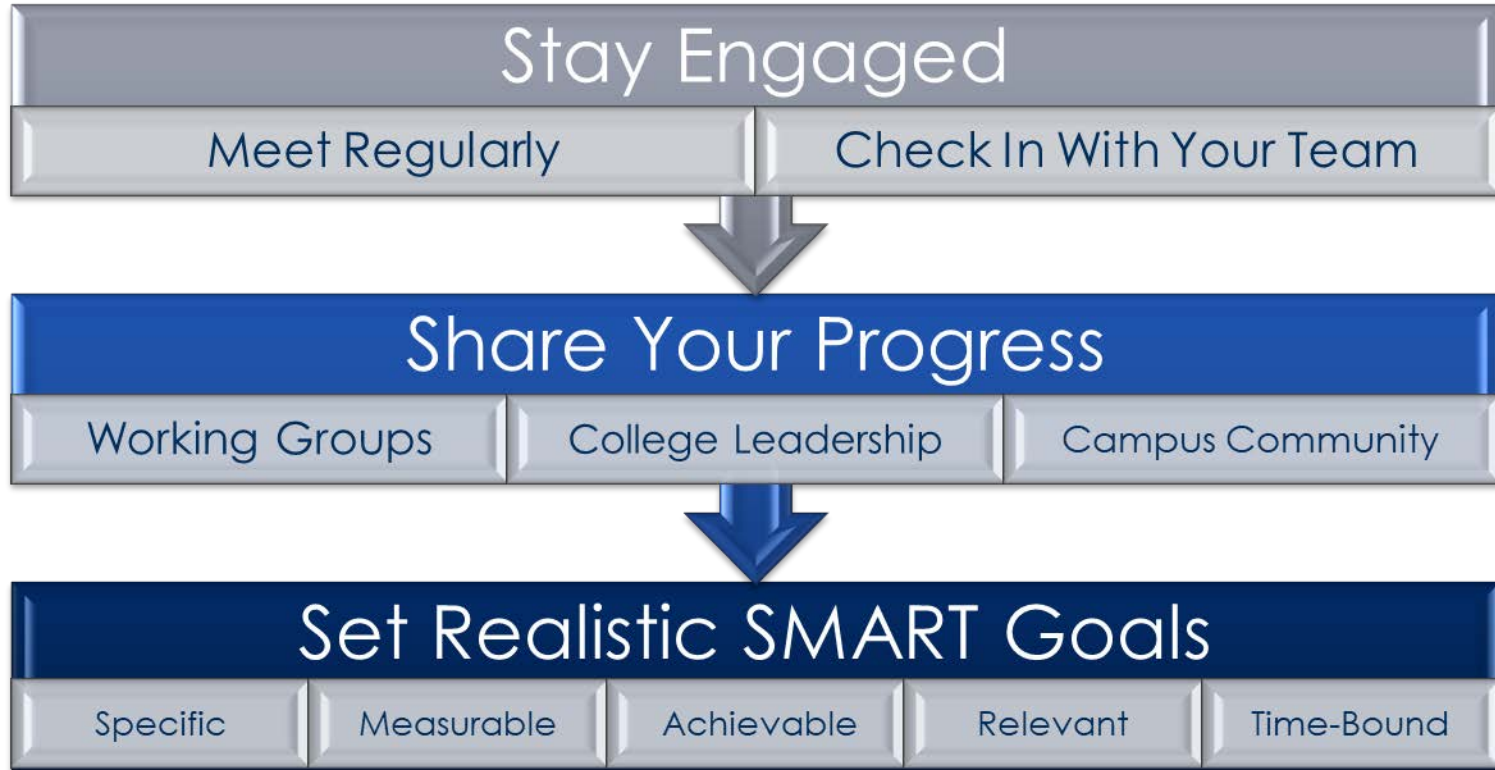 Stay Engaged
Meet Regularly
Check In With Your Team
Share Your Progress
Working Groups
College Leadership
Campus Community
Set Realistic SMART Goals
Specific
Measurable
Achievable
Relevant
Time-Bound